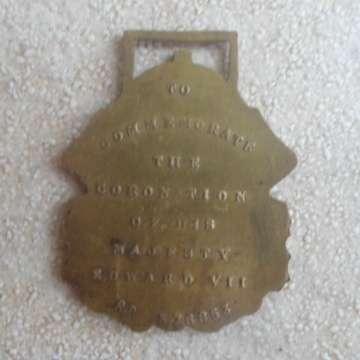 TO
COMMEMORATE
THE
CORONATION
OF HIS
MAJESTY
EDWARD VII